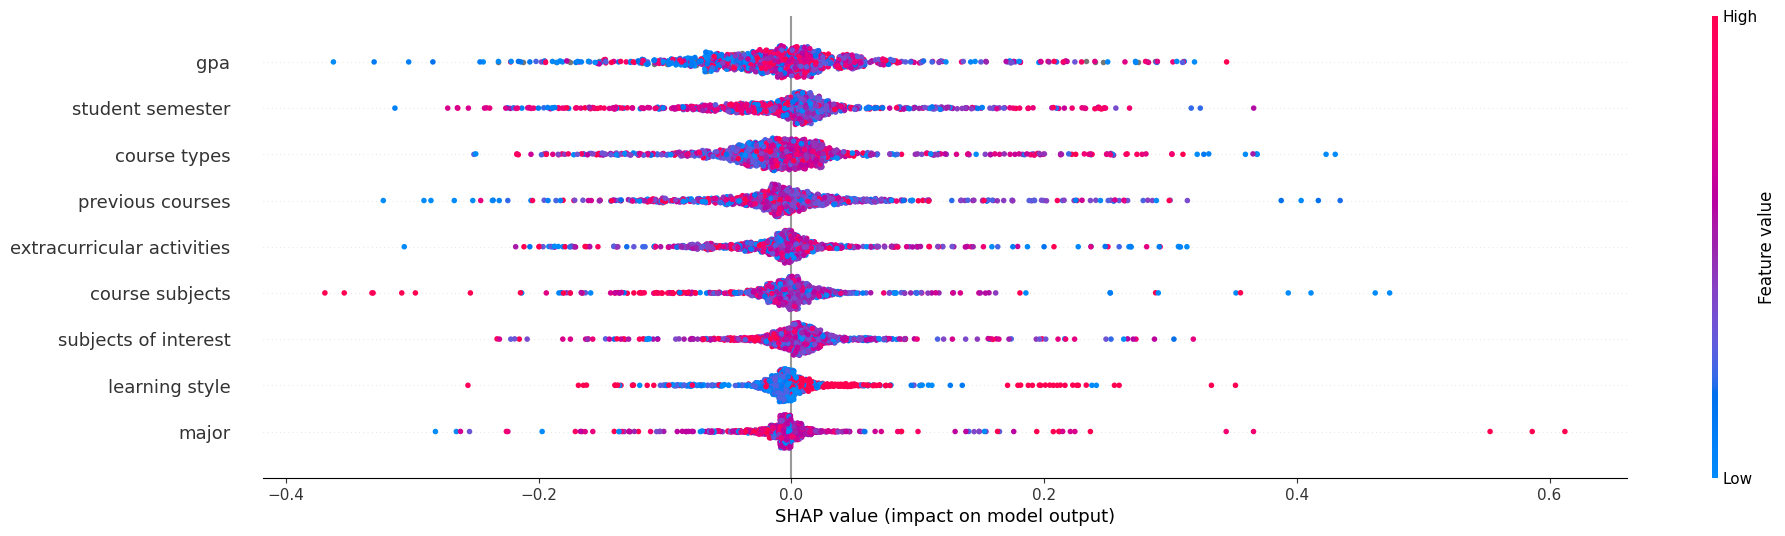 High
gpa
student semester
course types
previous courses
extracurricular activities
course subjects
subjects of interest
learning style
major
Feature value
Low
−0.4 −0.2 0.0 0.2 0.4 0.6
SHAP value (impact on model output)